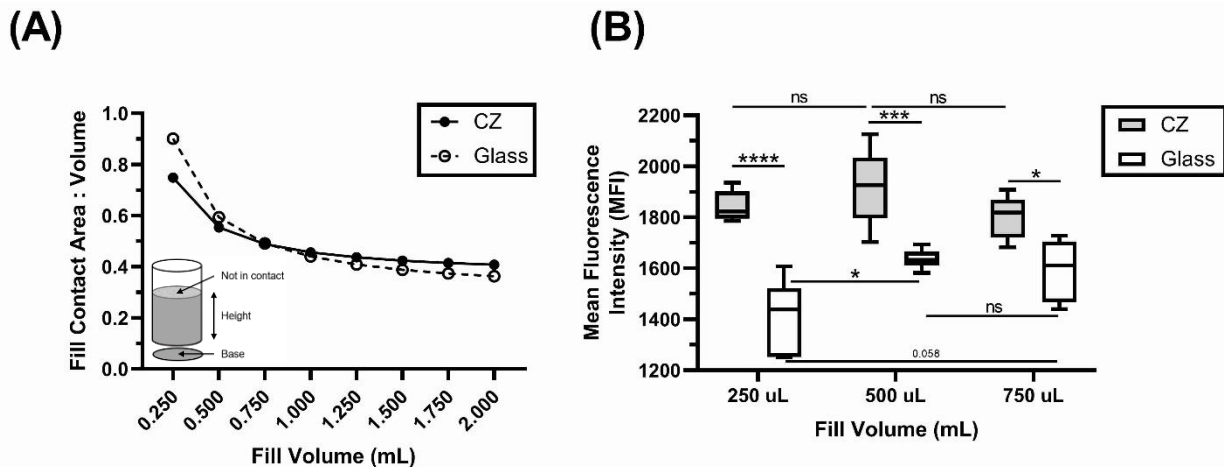 (A)
Fill Contact Area : Volume
1.0
0.8
0.6
0.4
0.2
0.0
CZ
Glass
Not in contact
Height
Base
0.250
0.500
0.750
1.000
1.250
1.500
1.750
2.000
Fill Volume (mL)
(B)
Mean Fluorescence
Intensity (MFI)
2200
2000
1800
1600
1400
1200
ns
ns
***
****
*
*
ns
0.058
CZ
Glass
250 uL
500 uL
750 uL
Fill Volume (mL)